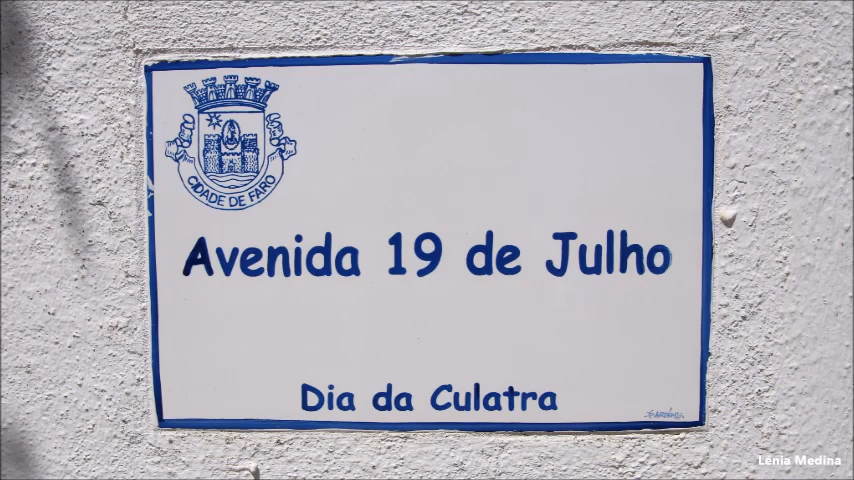 CIDADE DE FARO
Avenida 19 de Julho
Dia da Culatra
Lénia Medina